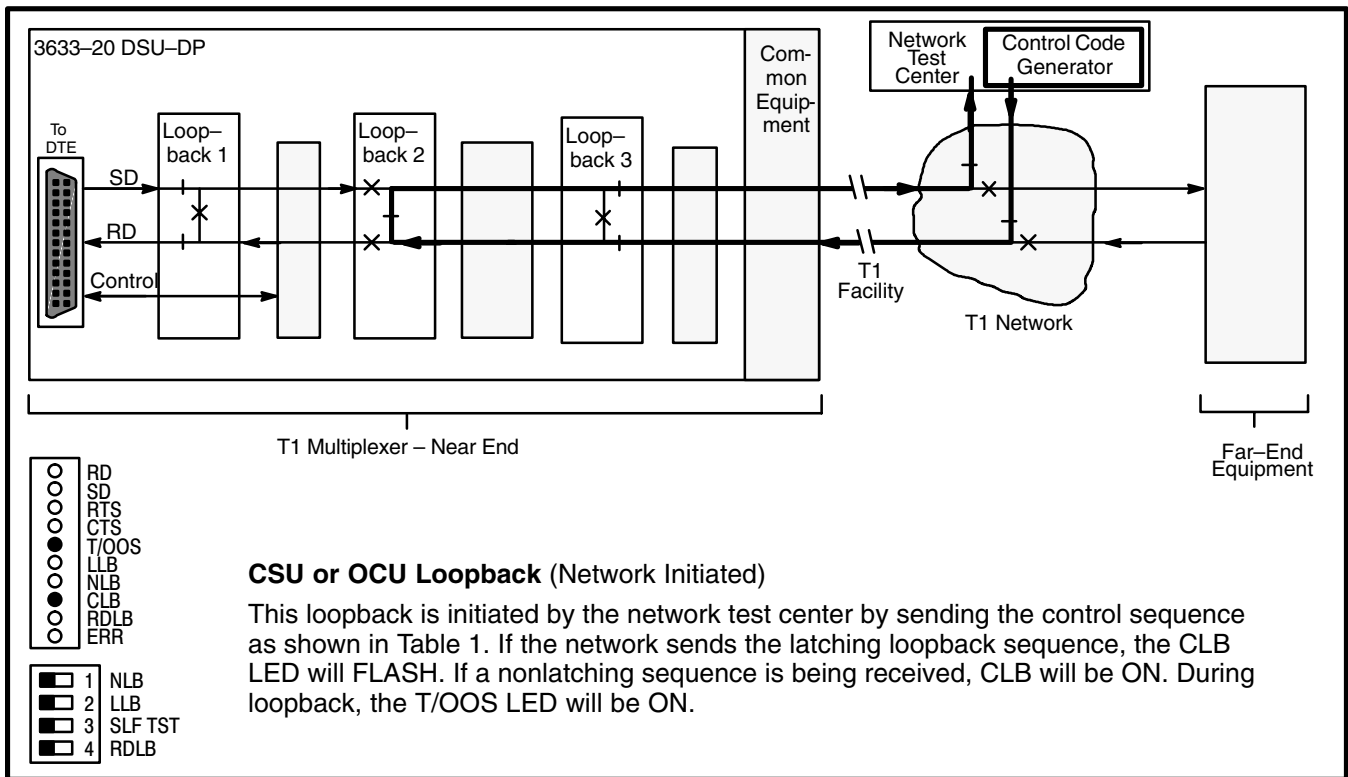 3633–20 DSU–DP
Com-
mon
Equip-
ment
Network
Test
Center
Control Code
Generator
To
DTE
Loop–
back 1
Loop–
back 2
Loop–
back 3
SD
RD
Control
T1
Facility
T1 Network
T1 Multiplexer – Near End
Far–End
Equipment
RD
SD
RTS
CTS
T/OOS
LLB
NLB
CLB
RDLB
ERR
1 NLB
2 LLB
3 SLF TST
4 RDLB
CSU or OCU Loopback (Network Initiated)
This loopback is initiated by the network test center by sending the control sequence
as shown in Table 1. If the network sends the latching loopback sequence, the CLB
LED will FLASH. If a nonlatching sequence is being received, CLB will be ON. During
loopback, the T/OOS LED will be ON.